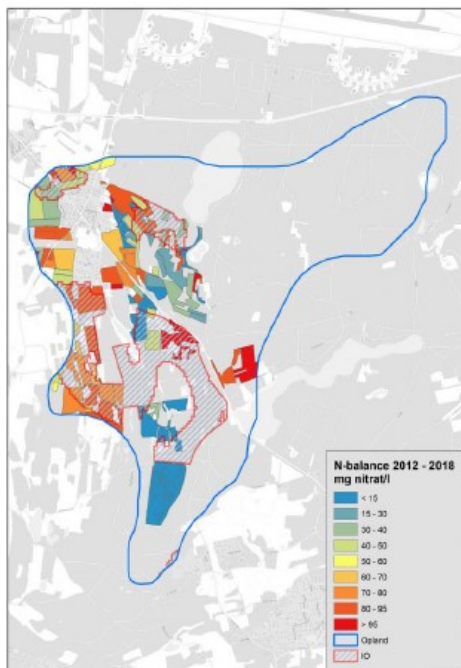 N-balance 2012 - 2018
mg nitrat/l
< 15
15 - 30
30 - 40
40 - 50
50 - 60
60 - 70
70 - 80
80 - 95
> 95
Opland
IO